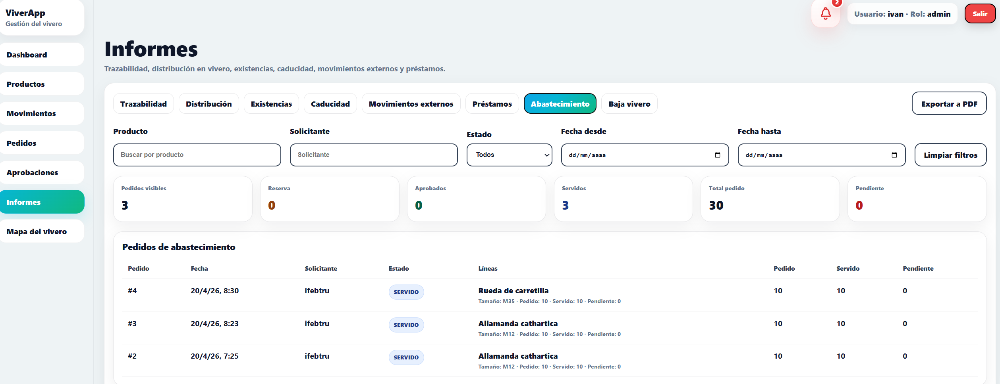 ViverApp
Gestión del vivero
2
Usuario: ivan · Rol: admin
Salir
Dashboard
Productos
Movimientos
Pedidos
Aprobaciones
Informes
Mapa del vivero
Informes
Trazabilidad, distribución en vivero, existencias, caducidad, movimientos externos y préstamos.
Trazabilidad
Distribución
Existencias
Caducidad
Movimientos externos
Préstamos
Abastecimiento
Baja vivero
Exportar a PDF
Producto
Solicitante
Estado
Fecha desde
Fecha hasta
Buscar por producto
Solicitante
Todos
dd/mm/aaaa
dd/mm/aaaa
Limpiar filtros
Pedidos visibles
3
Reserva
0
Aprobados
0
Servidos
3
Total pedido
30
Pendiente
0
Pedidos de abastecimiento
Pedido Fecha Solicitante Estado Líneas Pedido Servido Pendiente
#4 20/4/26, 8:30 ifebtru SERVIDO Rueda de carretilla 10 10 0
Tamaño: M35 · Pedido: 10 · Servido: 10 · Pendiente: 0
#3 20/4/26, 8:23 ifebtru SERVIDO Allamanda cathartica 10 10 0
Tamaño: M12 · Pedido: 10 · Servido: 10 · Pendiente: 0
#2 20/4/26, 7:25 ifebtru SERVIDO Allamanda cathartica 10 10 0
Tamaño: M12 · Pedido: 10 · Servido: 10 · Pendiente: 0